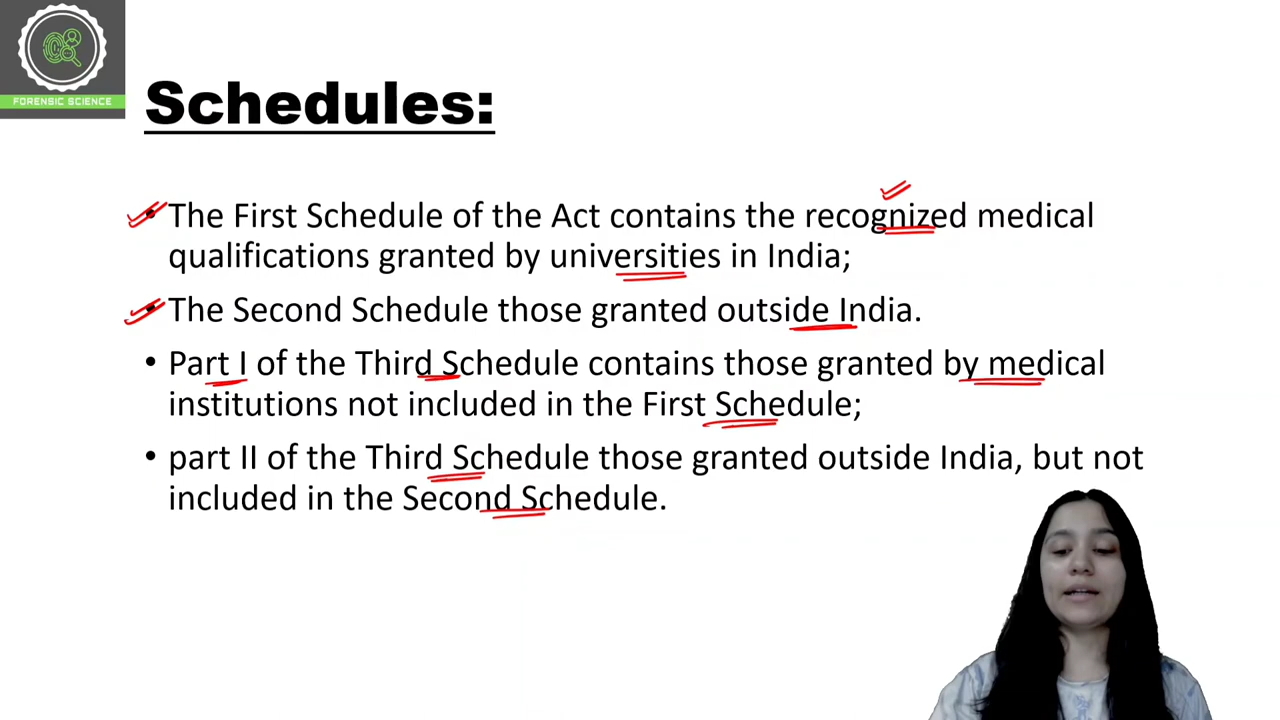 FORENSIC SCIENCE
Schedules:
• The First Schedule of the Act contains the recognized medical
qualifications granted by universities in India;
• The Second Schedule those granted outside India.
• Part I of the Third Schedule contains those granted by medical
institutions not included in the First Schedule;
• part II of the Third Schedule those granted outside India, but not
included in the Second Schedule.